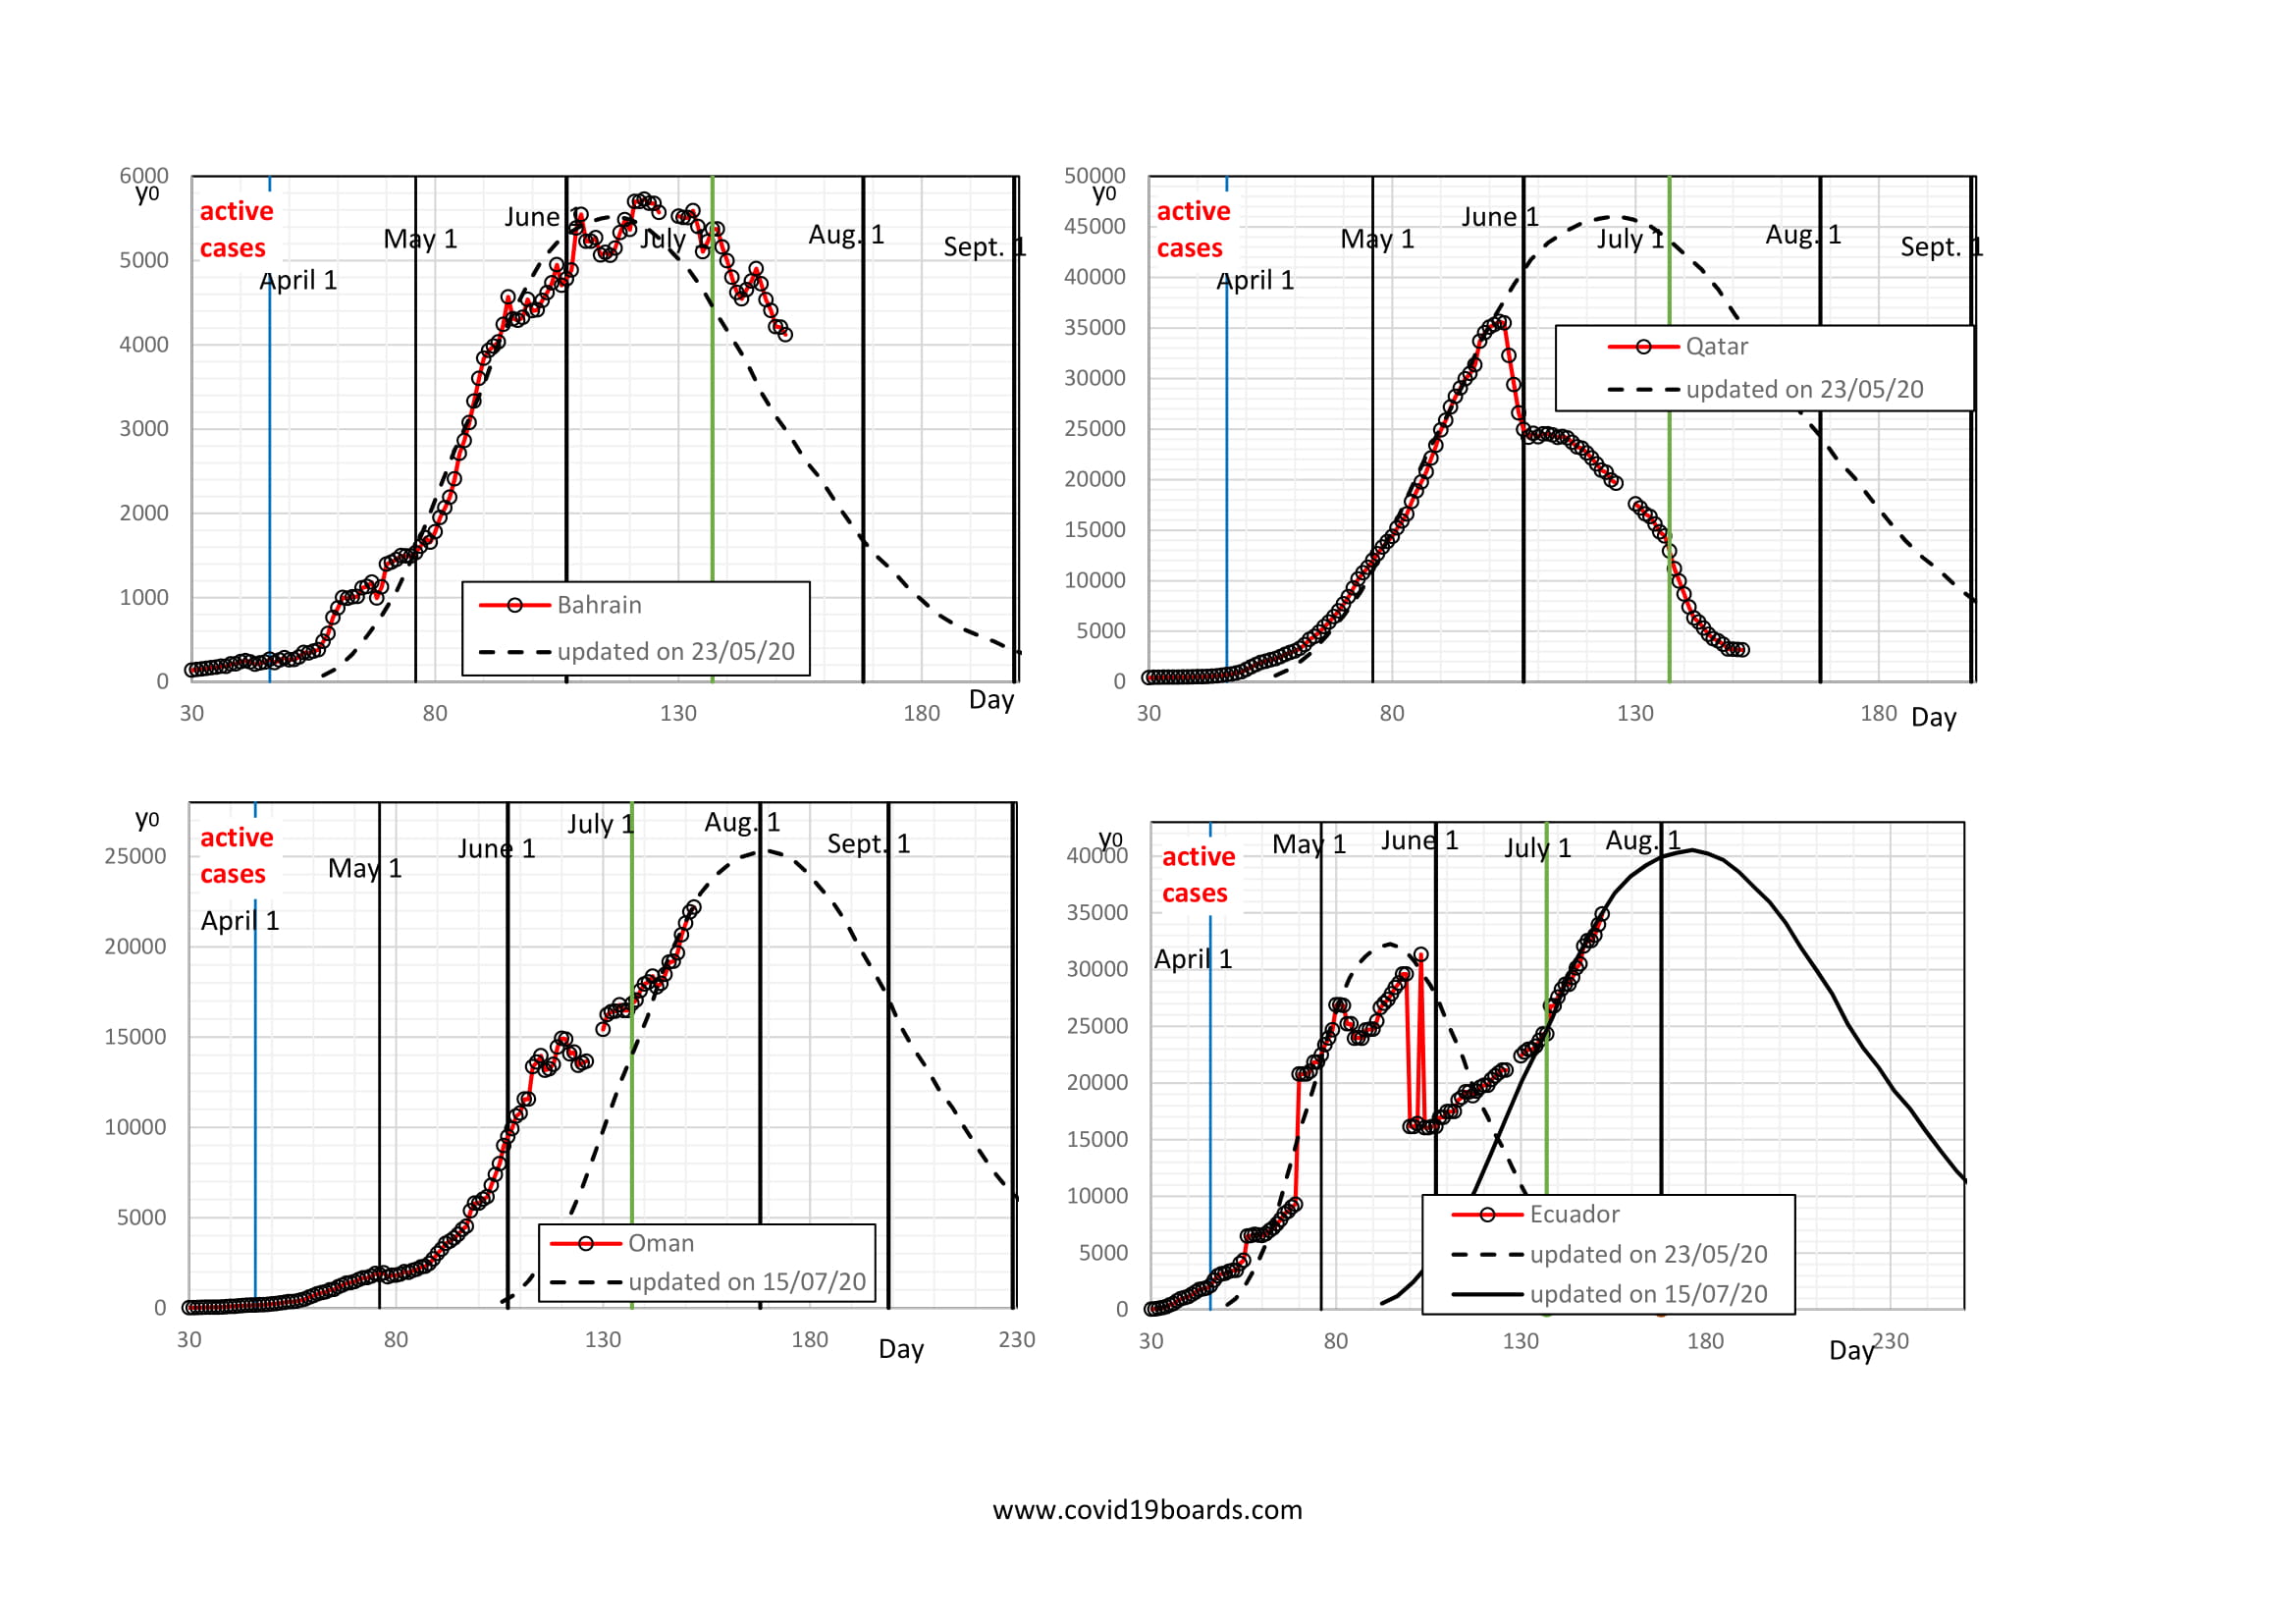 6000
y0
active
cases
June 1
May 1
July
Aug. 1
Sept. 1
5000
April 1
4000
3000
2000
1000
Bahrain
updated on 23/05/20
0
Day
30
80
130
180
50000
y0
active
cases
45000
June 1
May 1
July 1
Aug. 1
Sept. 1
40000
April 1
35000
Qatar
30000
updated on 23/05/20
25000
20000
15000
10000
5000
0
30
80
130
180
Day
y0
active
cases
July 1
Aug. 1
June 1
Sept. 1
25000
May 1
April 1
20000
15000
10000
5000
Oman
updated on 15/07/20
0
30
80
130
180
230
Day
y0
40000
active
cases
May 1
June 1
July 1
Aug. 1
35000
April 1
30000
25000
20000
15000
10000
Ecuador
5000
updated on 23/05/20
updated on 15/07/20
0
30
80
130
180
230
Day
www.covid19boards.com